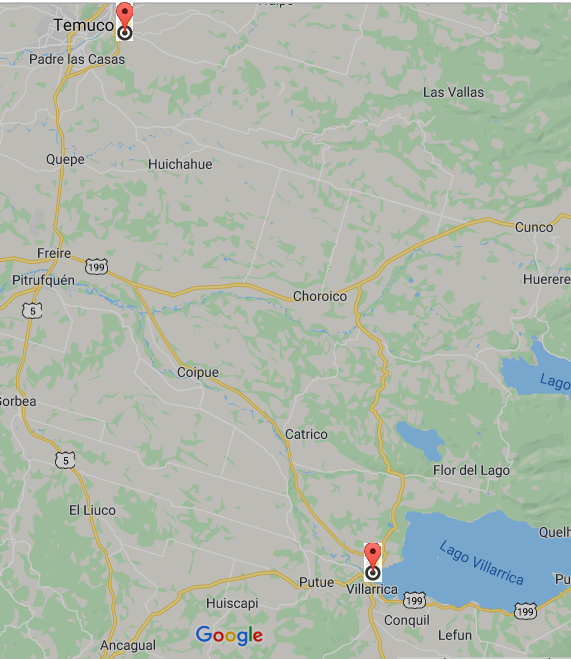 Temuco
Padre las Casas
Las Vallas
Quepe
Huichahue
Cunco
Freire
199
Pitrufquén
Huerere
Choroico
5
Coipue
Lago
Gorbea
Catrico
5
Flor del Lago
El Liuco
Quelh
Lago Villarrica
Putue
Villarrica
Pu
Huiscapi
199
199
Conquil
Google
Lefun
Ancagual